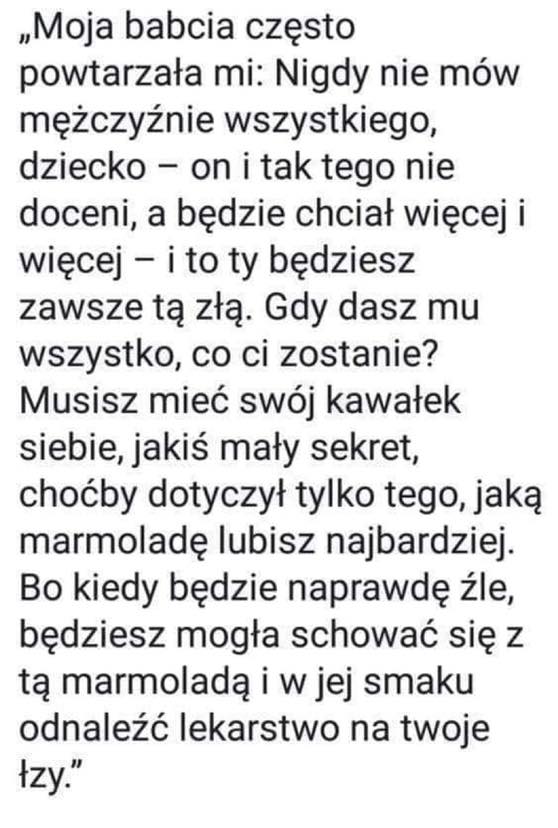 „Moja babcia często
powtarzała mi: Nigdy nie mów
mężczyźnie wszystkiego,
dziecko – on i tak tego nie
doceni, a będzie chciał więcej i
więcej – i to ty będziesz
zawsze tą złą. Gdy dasz mu
wszystko, co ci zostanie?
Musisz mieć swój kawałek
siebie, jakiś mały sekret,
choćby dotyczył tylko tego, jaką
marmoladę lubisz najbardziej.
Bo kiedy będzie naprawdę źle,
będziesz mogła schować się z
tą marmoladą i w jej smaku
odnaleźć lekarstwo na twoje
łzy.”